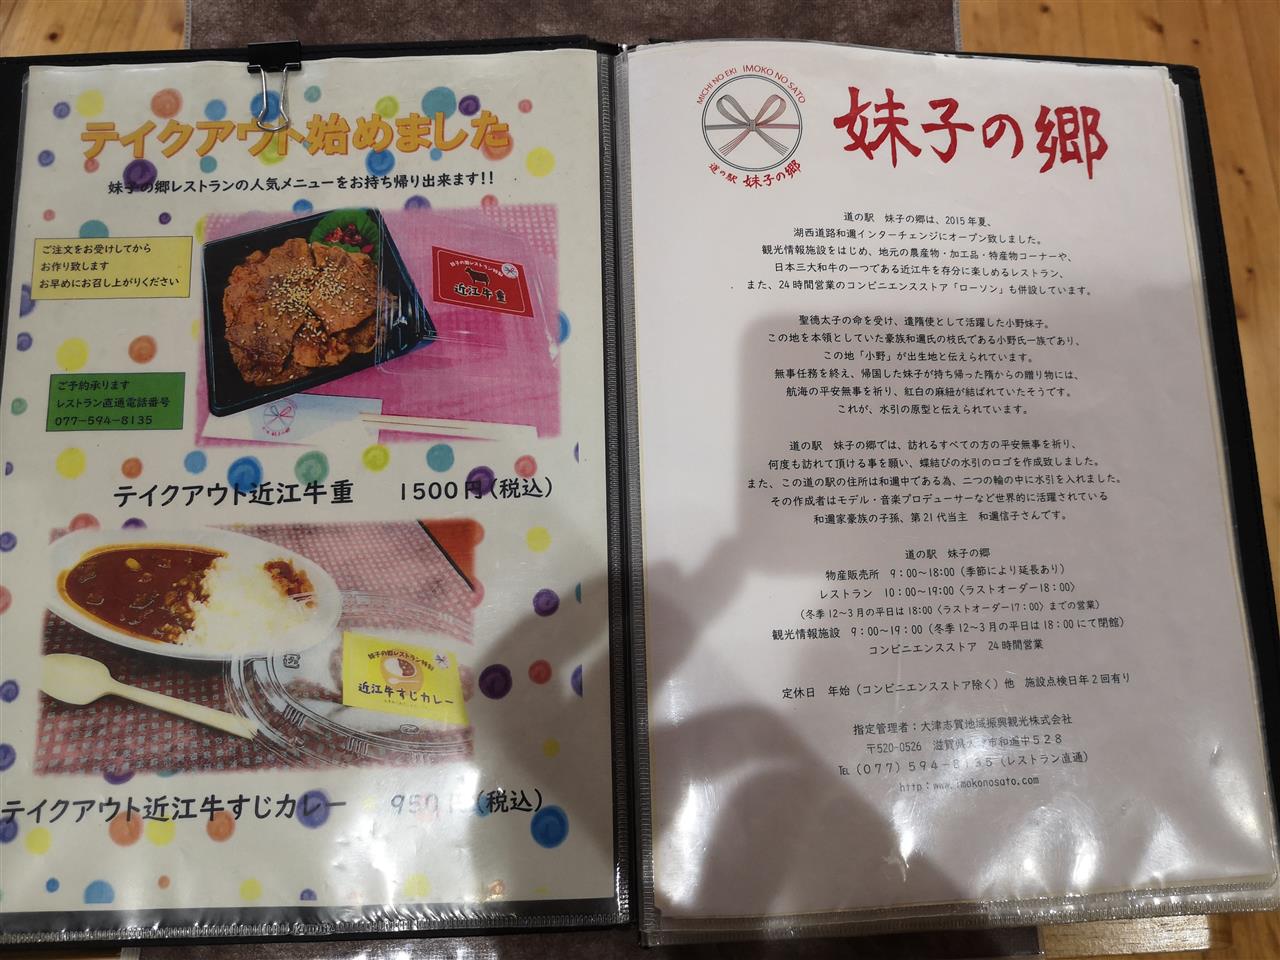 テイクアウト始めました
妹子の郷レストランの人気メニューをお持ち帰り出来ます!!
ご注文をお受けしてから
お作り致します
お早めにお召し上がりください
妹子の郷レストラン特製
近江牛重
ご予約承ります
レストラン直通電話番号
077-594-8135
テイクアウト近江牛重 1500円(税込)
妹子の郷レストラン特製
近江牛すじカレー
テイクアウト近江牛すじカレー 950円(税込)
MICHI NO EKI IMOKO NO SATO
道の駅 妹子の郷
妹子の郷
道の駅 妹子の郷は、2015年夏、
湖西道路和邇インターチェンジにオープン致しました。
観光情報施設をはじめ、地元の農産物・加工品・特産物コーナーや、
日本三大和牛の一つである近江牛を存分に楽しめるレストラン、
また、24時間営業のコンビニエンスストア「ローソン」も併設しています。
聖徳太子の命を受け、遣隋使として活躍した小野妹子。
この地を本領としていた豪族和邇氏の枝氏である小野氏一族であり、
この地「小野」が出生地と伝えられています。
無事任務を終え、帰国した妹子が持ち帰った隋からの贈り物には、
航海の平安無事を祈り、紅白の麻紐が結ばれていたそうです。
これが、水引の原型と伝えられています。
道の駅 妹子の郷では、訪れるすべての方の平安無事を祈り、
何度も訪れて頂ける事を願い、蝶結びの水引のロゴを作成致しました。
また、この道の駅の住所は和邇中である為、二つの輪の中に水引を入れました。
その作成者はモデル・音楽プロデューサーなど世界的に活躍されている
和邇家豪族の子孫、第21代当主 和邇信子さんです。
道の駅 妹子の郷
物産販売所 9:00〜18:00(季節により延長あり)
レストラン 10:00〜19:00〈ラストオーダー18:00〉
(冬季12〜3月の平日は18:00〈ラストオーダー17:00〉までの営業)
観光情報施設 9:00〜19:00(冬季12〜3月の平日は18:00にて閉館)
コンビニエンスストア 24時間営業
定休日 年始(コンビニエンスストア除く)他 施設点検日年2回有り
指定管理者:大津志賀地域振興観光株式会社
〒520-0526 滋賀県大津市和邇中528
℡(077)594-8135(レストラン直通)
http:www.imokonosato.com